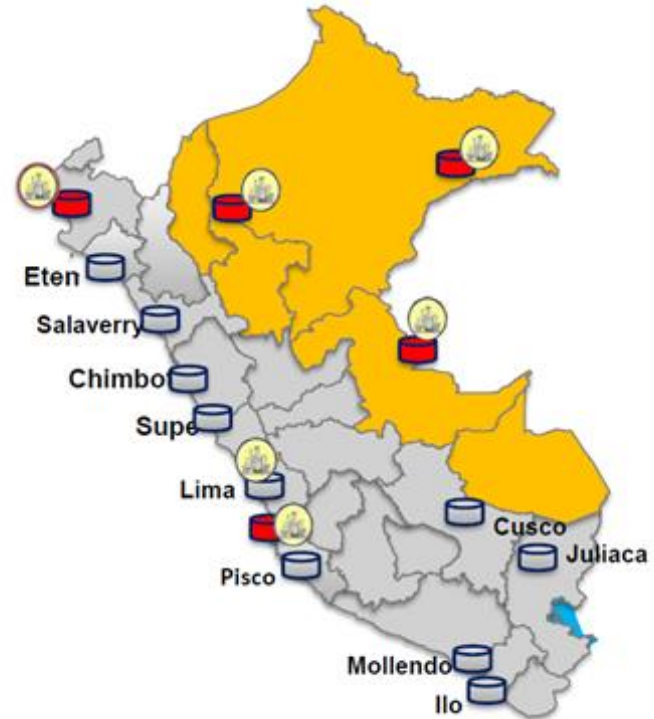 Eten
Salaverry
Chimbo
Supe
Lima
Pisco
Cusco
Juliaca
Mollendo
Ilo